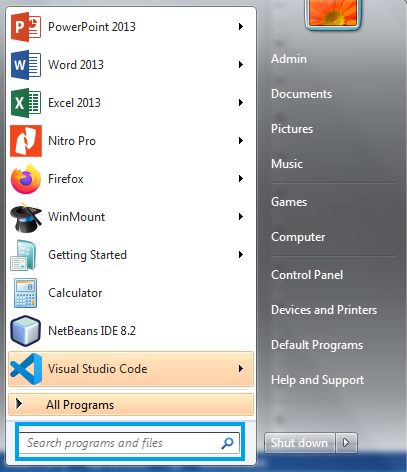 PowerPoint 2013
Word 2013
Excel 2013
Nitro Pro
Firefox
WinMount
Getting Started
Calculator
NetBeans IDE 8.2
Visual Studio Code
All Programs
Search programs and files
Admin
Documents
Pictures
Music
Games
Computer
Control Panel
Devices and Printers
Default Programs
Help and Support
Shut down